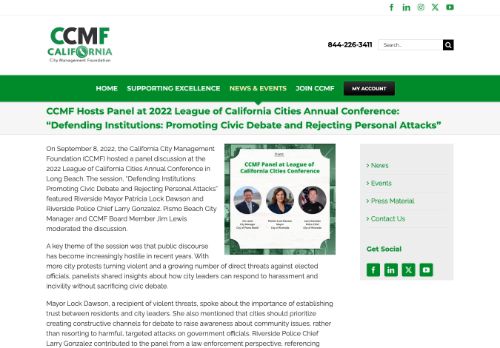 CCMF
CALIFORNIA
City Management Foundation
844-226-3411
Search...
HOME SUPPORTING EXCELLENCE NEWS & EVENTS JOIN CCMF MY ACCOUNT
CCMF Hosts Panel at 2022 League of California Cities Annual Conference:
“Defending Institutions: Promoting Civic Debate and Rejecting Personal Attacks”
On September 8, 2022, the California City Management
Foundation (CCMF) hosted a panel discussion at the
2022 League of California Cities Annual Conference in
Long Beach. The session, “Defending Institutions:
Promoting Civic Debate and Rejecting Personal Attacks”
featured Riverside Mayor Patricia Lock Dawson and
Riverside Police Chief Larry Gonzalez. Pismo Beach City
Manager and CCMF Board Member Jim Lewis
moderated the discussion.
CCMF Panel at League of
California Cities Conference
A key theme of the session was that public discourse
has become increasingly hostile in recent years. With
more city protests turning violent and a growing number of direct threats against elected
officials, panelists shared insights about how city leaders can respond to harassment and
incivility without sacrificing civic debate.
Mayor Lock Dawson, a recipient of violent threats, spoke about the importance of establishing
trust between residents and city leaders. She also mentioned that cities should prioritize
creating constructive channels for debate to raise awareness about community issues, rather
than resorting to harmful, targeted attacks on government officials. Riverside Police Chief
Larry Gonzalez contributed to the panel from a law enforcement perspective, referencing
> News
> Events
> Press Material
> Contact Us
Get Social